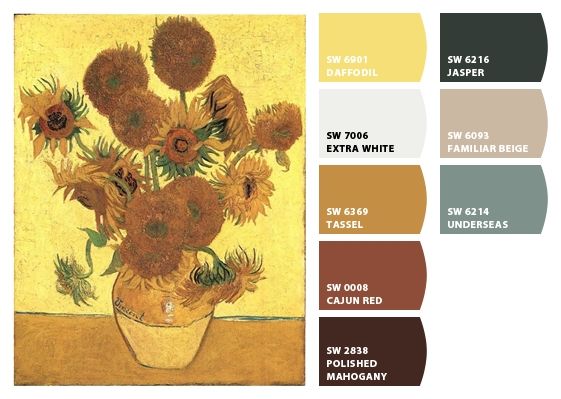 SW 6901
DAFFODIL
SW 6216
JASPER
SW 7006
EXTRA WHITE
SW 6093
FAMILIAR BEIGE
SW 6369
TASSEL
SW 6214
UNDERSEAS
SW 0008
CAJUN RED
SW 2838
POLISHED
MAHOGANY
Vincent